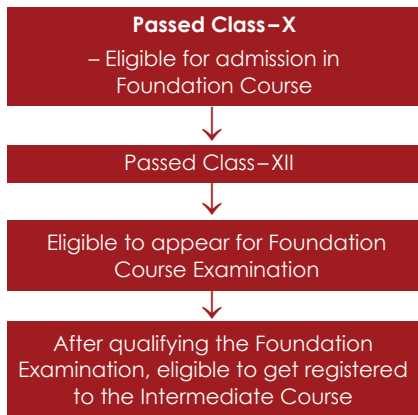 Passed Class–X
– Eligible for admission in
Foundation Course
Passed Class–XII
Eligible to appear for Foundation
Course Examination
After qualifying the Foundation
Examination, eligible to get registered
to the Intermediate Course